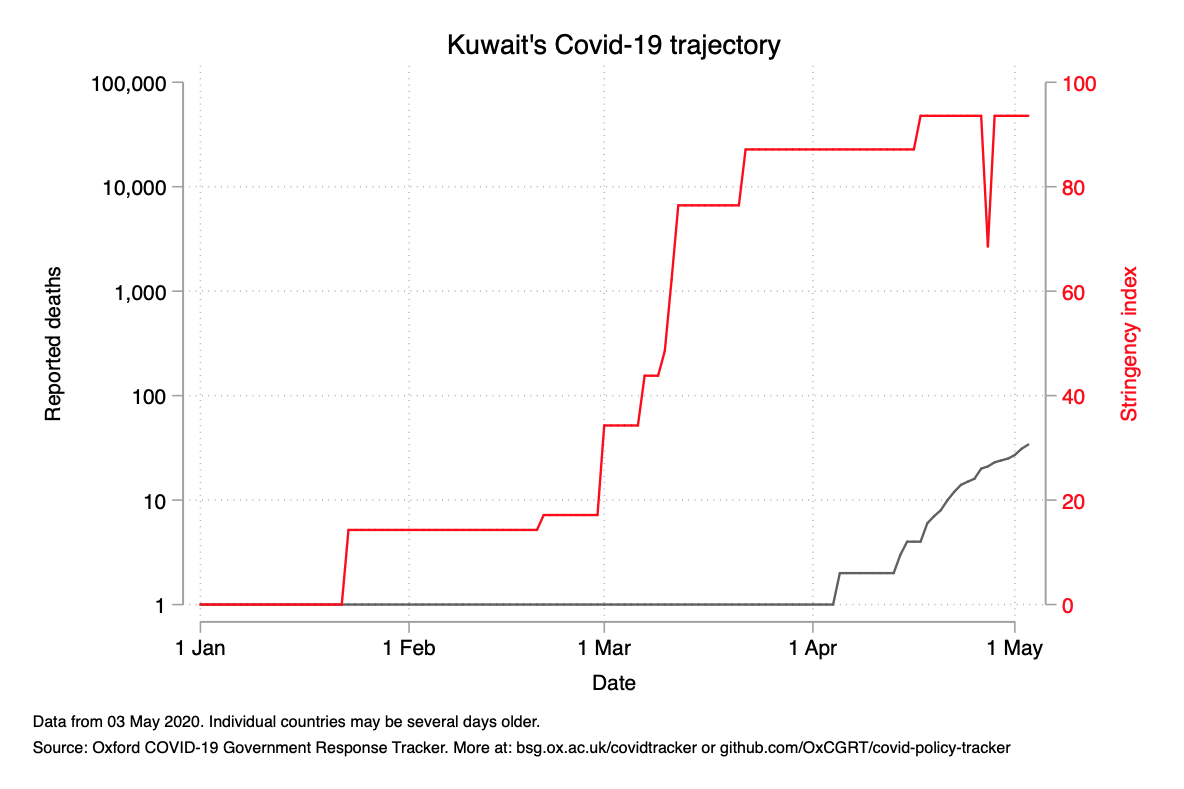 Kuwait's Covid-19 trajectory
100,000
10,000
1,000
100
10
1
Reported deaths
100
80
60
40
20
0
Stringency index
1 Jan
1 Feb
1 Mar
1 Apr
1 May
Date
Data from 03 May 2020. Individual countries may be several days older.
Source: Oxford COVID-19 Government Response Tracker. More at: bsg.ox.ac.uk/covidtracker or github.com/OxCGRT/covid-policy-tracker